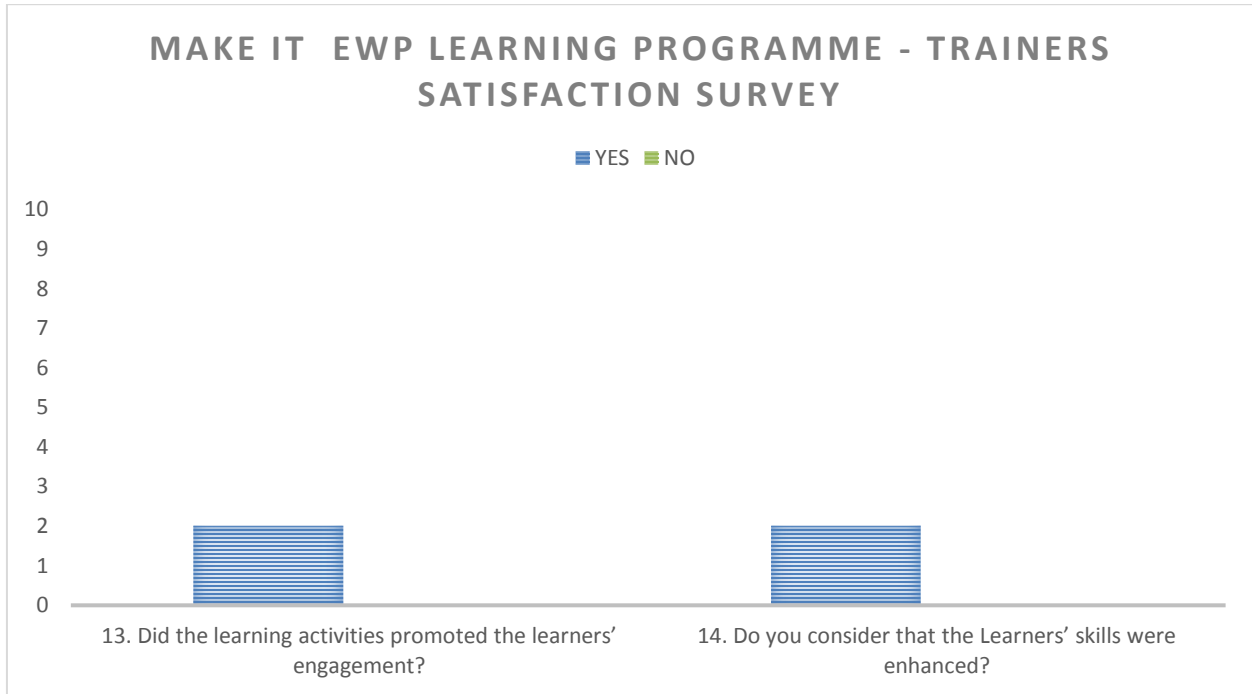 MAKE IT EWP LEARNING PROGRAMME - TRAINERS
SATISFACTION SURVEY
YES NO
10
9
8
7
6
5
4
3
2
1
0
13. Did the learning activities promoted the learners’
engagement?
14. Do you consider that the Learners’ skills were
enhanced?